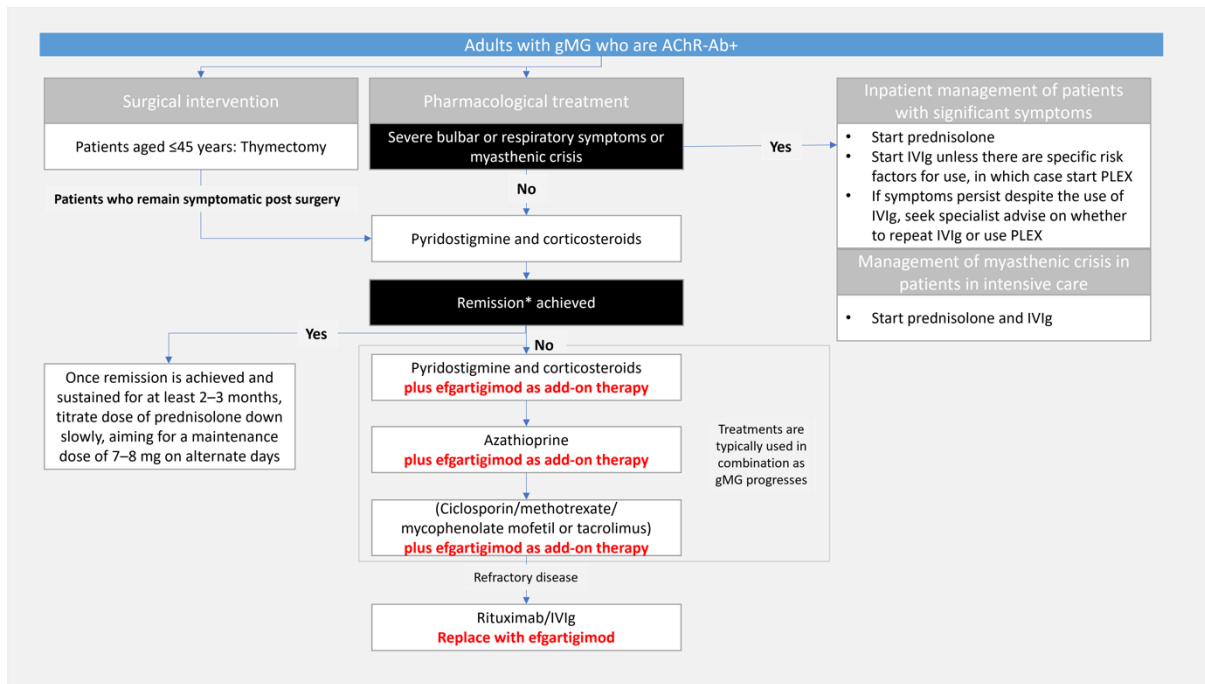 Adults with gMG who are AChR-Ab+
Surgical intervention
Patients aged ≤45 years: Thymectomy
Patients who remain symptomatic post surgery
Pharmacological treatment
Severe bulbar or respiratory symptoms or
myasthenic crisis
Yes
No
Inpatient management of patients
with significant symptoms
• Start prednisolone
• Start IVIg unless there are specific risk
factors for use, in which case start PLEX
• If symptoms persist despite the use of
IVIg, seek specialist advise on whether
to repeat IVIg or use PLEX
Management of myasthenic crisis in
patients in intensive care
• Start prednisolone and IVIg
Pyridostigmine and corticosteroids
Remission* achieved
Yes
No
Once remission is achieved and
sustained for at least 2–3 months,
titrate dose of prednisolone down
slowly, aiming for a maintenance
dose of 7–8 mg on alternate days
Pyridostigmine and corticosteroids
plus efgartigimod as add-on therapy
Azathioprine
plus efgartigimod as add-on therapy
(Ciclosporin/methotrexate/
mycophenolate mofetil or tacrolimus)
plus efgartigimod as add-on therapy
Treatments are
typically used in
combination as
gMG progresses
Refractory disease
Rituximab/IVIg
Replace with efgartigimod